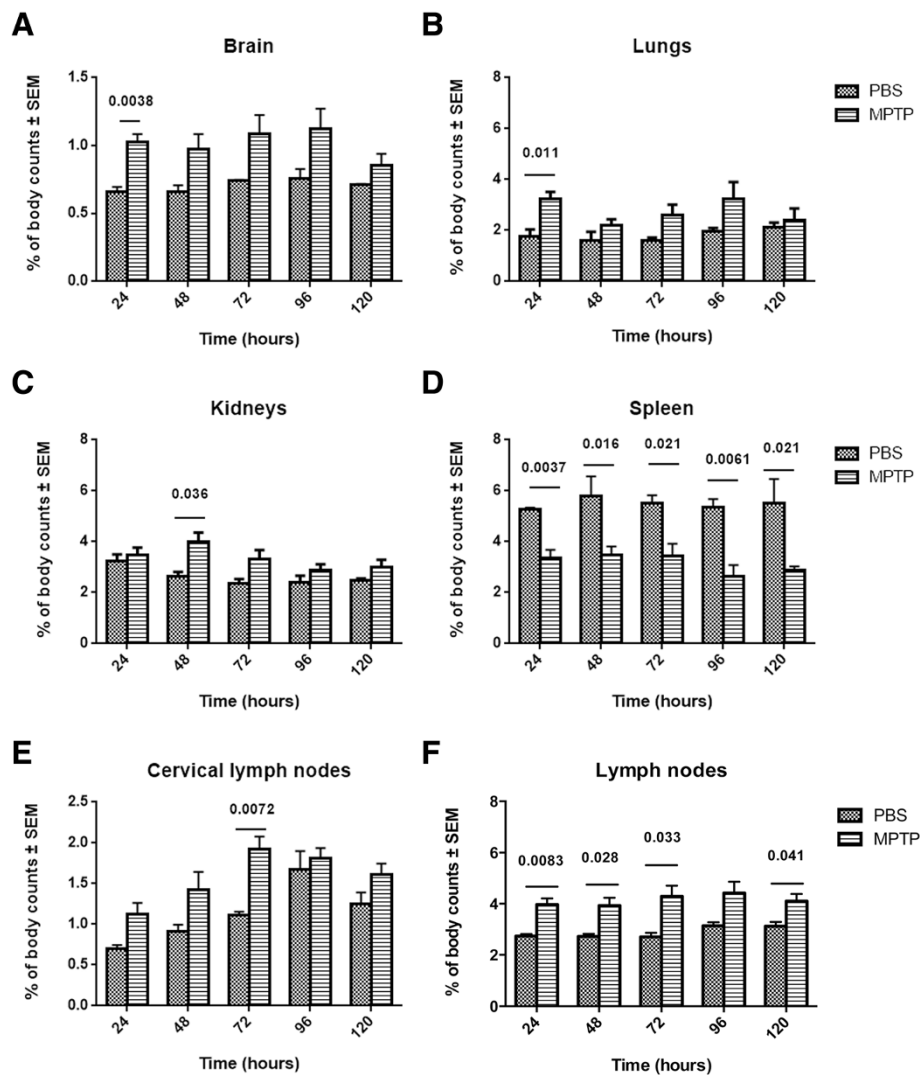 A
Brain
% of body counts ± SEM
1.5
1.0
0.5
0.0
0.0038
24
48
72
96
120
Time (hours)
B
Lungs
% of body counts ± SEM
8
6
4
2
0
0.011
24
48
72
96
120
Time (hours)
PBS
MPTP
C
Kidneys
% of body counts ± SEM
8
6
4
2
0
0.036
24
48
72
96
120
Time (hours)
D
Spleen
% of body counts ± SEM
8
6
4
2
0
0.0037
0.016
0.021
0.0061
0.021
24
48
72
96
120
Time (hours)
PBS
MPTP
E
Cervical lymph nodes
% of body counts ± SEM
2.5
2.0
1.5
1.0
0.5
0.0
0.0072
24
48
72
96
120
Time (hours)
F
Lymph nodes
% of body counts ± SEM
8
6
4
2
0
0.0083
0.028
0.033
0.041
24
48
72
96
120
Time (hours)
PBS
MPTP